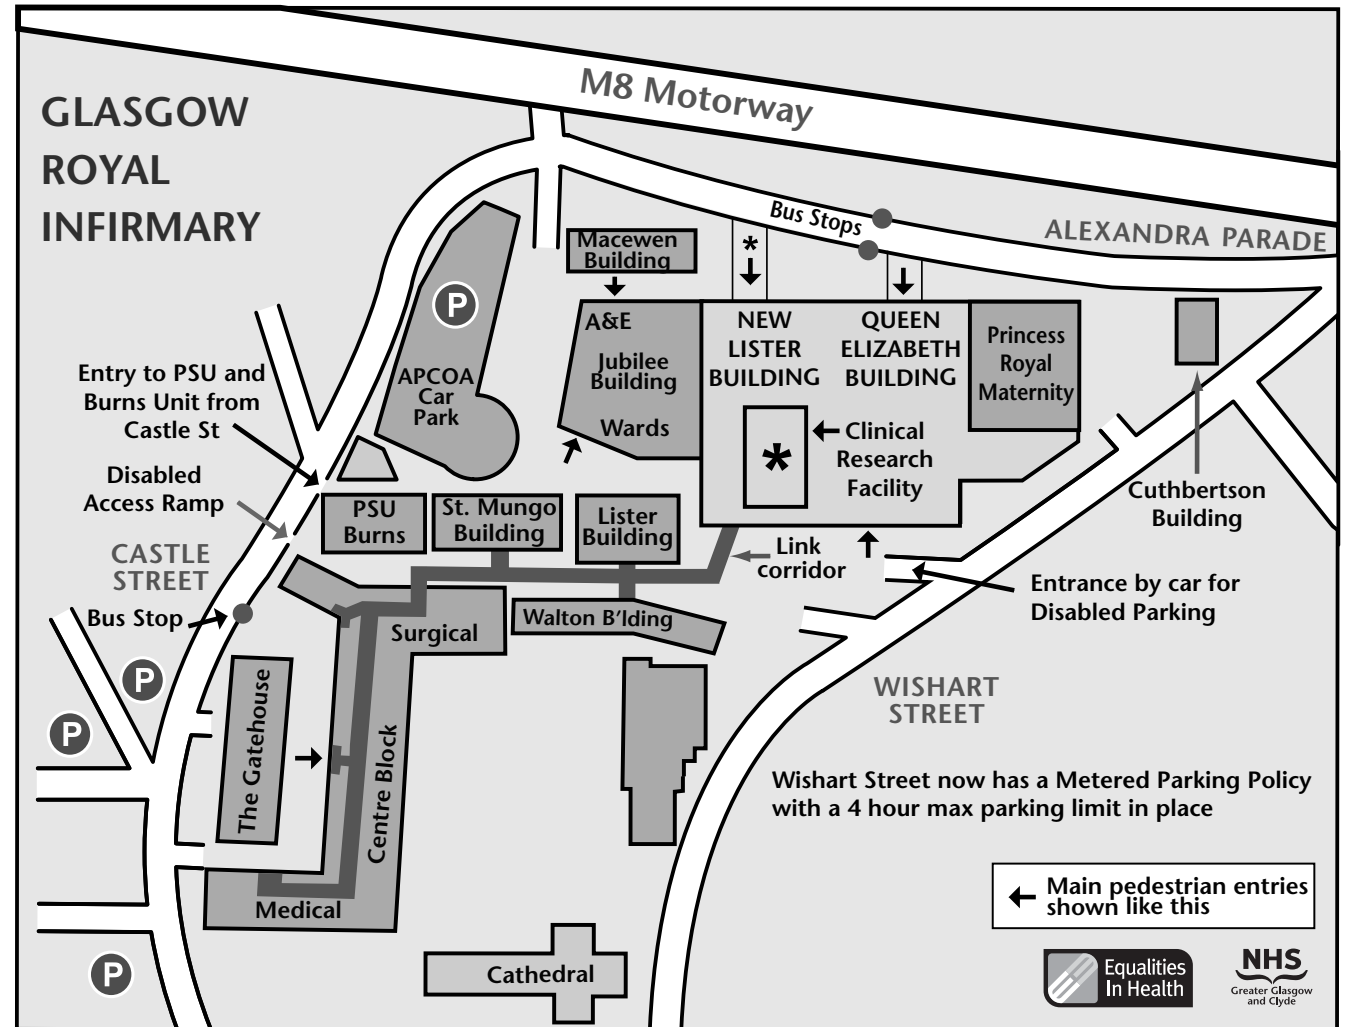 M8 Motorway
GLASGOW
ROYAL
INFIRMARY
Bus Stops
ALEXANDRA PARADE
Macewen
Building
*
P
A&E
Jubilee
Building
Wards
NEW
LISTER
BUILDING
QUEEN
ELIZABETH
BUILDING
Princess
Royal
Maternity
APCOA
Car
Park
Entry to PSU and
Burns Unit from
Castle St
*
Clinical
Research
Facility
Disabled
Access Ramp
PSU
Burns
St. Mungo
Building
Lister
Building
Cuthbertson
Building
CASTLE
STREET
Link
corridor
Entrance by car for
Disabled Parking
Bus Stop
Surgical
Walton B'lding
P
P
WISHART
STREET
The Gatehouse
Centre Block
Wishart Street now has a Metered Parking Policy
with a 4 hour max parking limit in place
Medical
Main pedestrian entries
shown like this
P
Cathedral
Equalities
In Health
NHS
Greater Glasgow
and Clyde